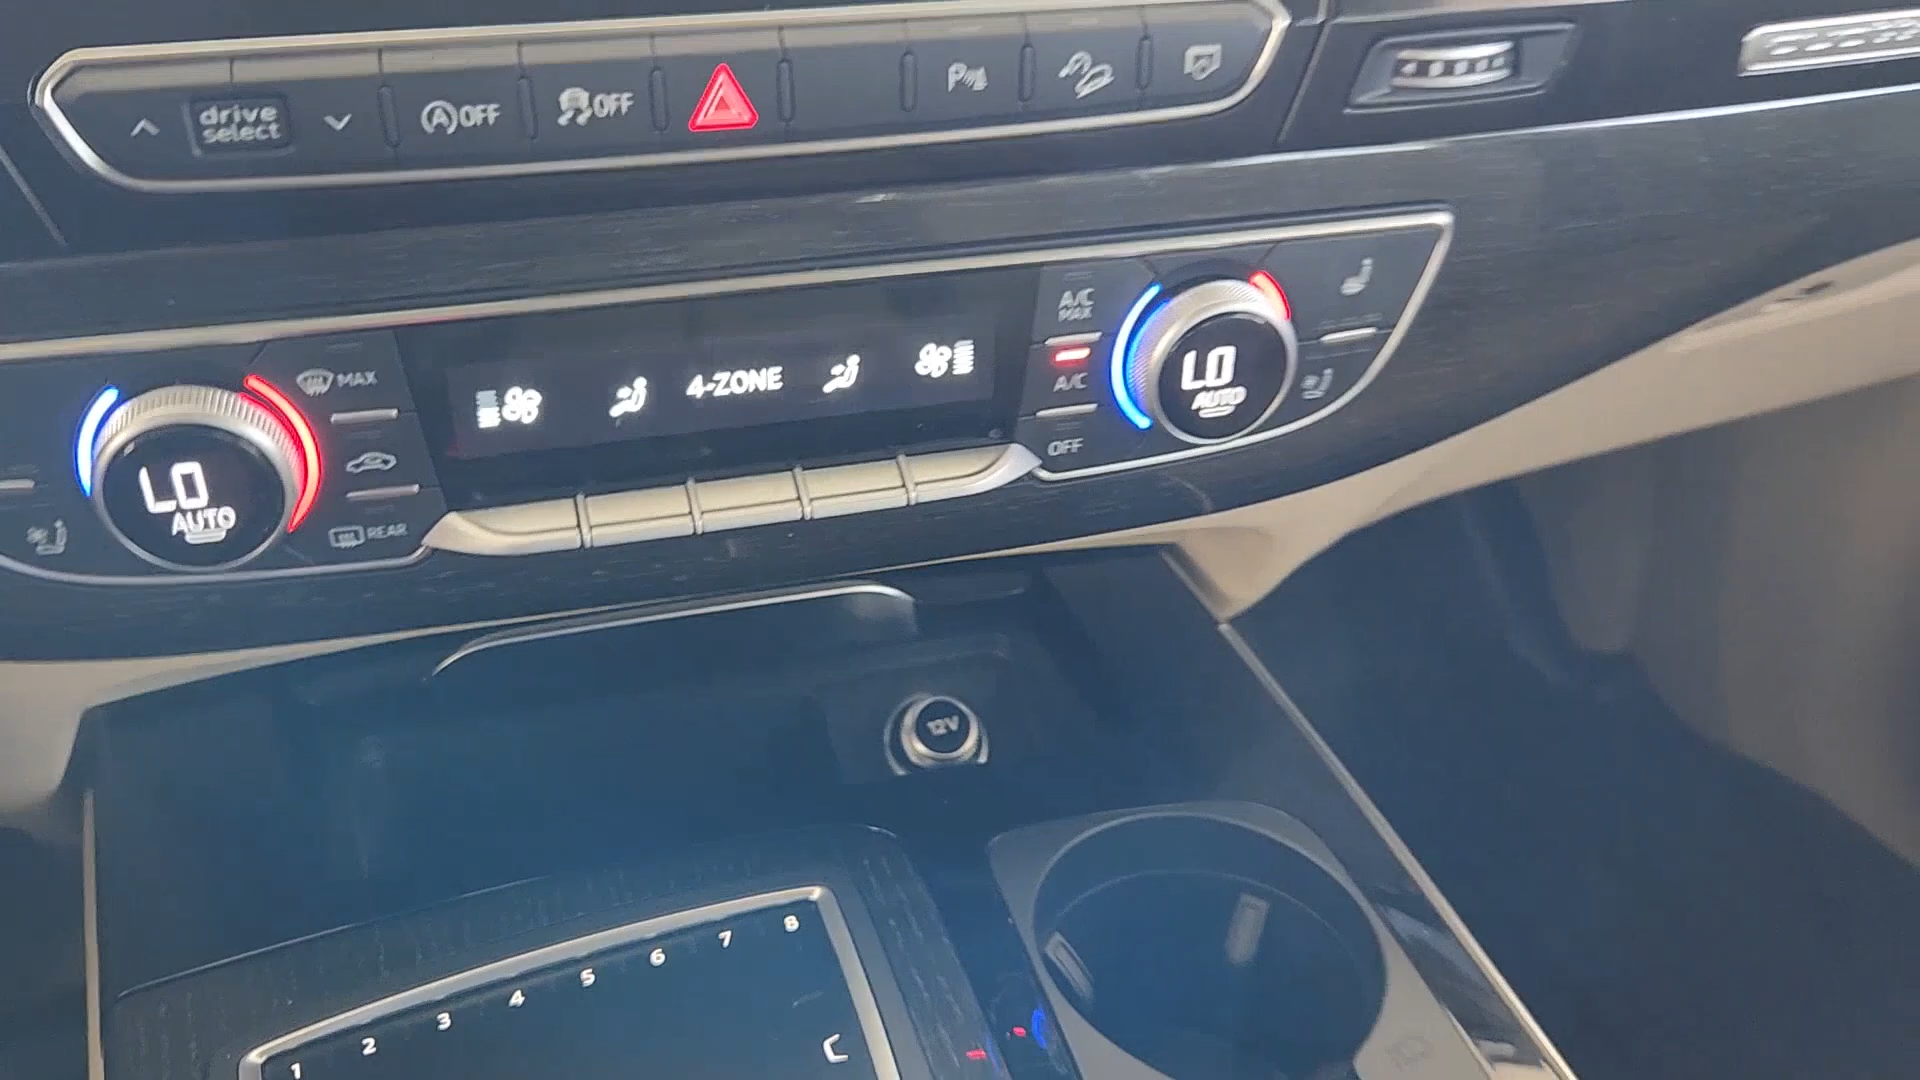 drive
select
OFF
OFF
P
A/C
MAX
MAX
4-ZONE
A/C
LO
AUTO
OFF
LO
AUTO
REAR
12V
1 2 3 4 5 6 7 8